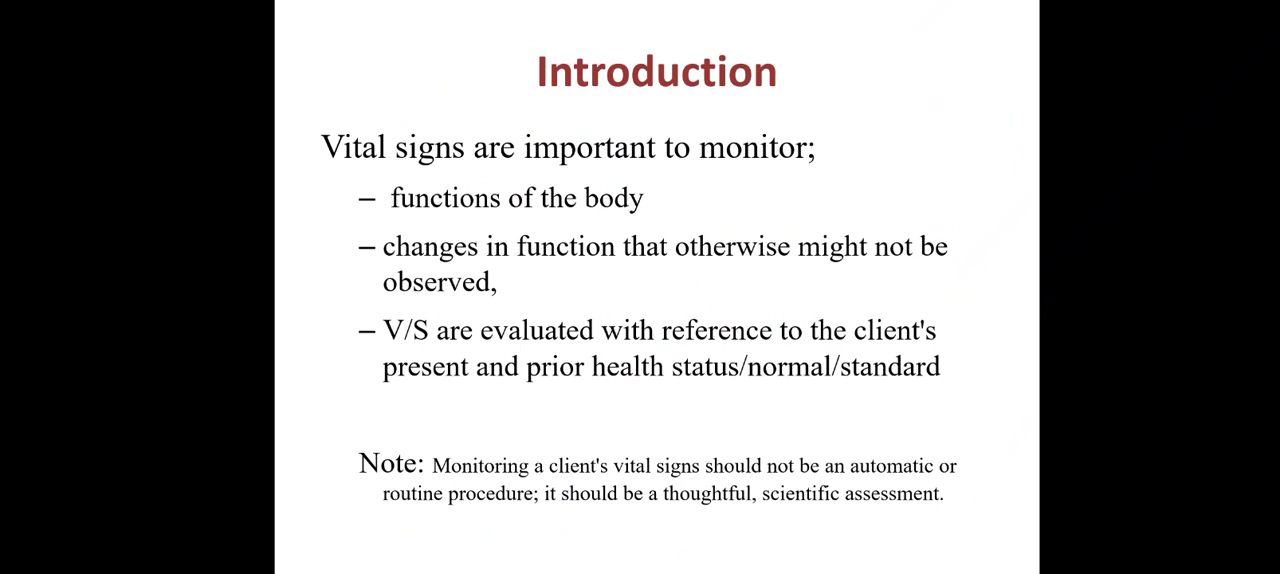 Introduction
Vital signs are important to monitor;
– functions of the body
– changes in function that otherwise might not be
observed,
– V/S are evaluated with reference to the client's
present and prior health status/normal/standard
Note: Monitoring a client's vital signs should not be an automatic or
routine procedure; it should be a thoughtful, scientific assessment.